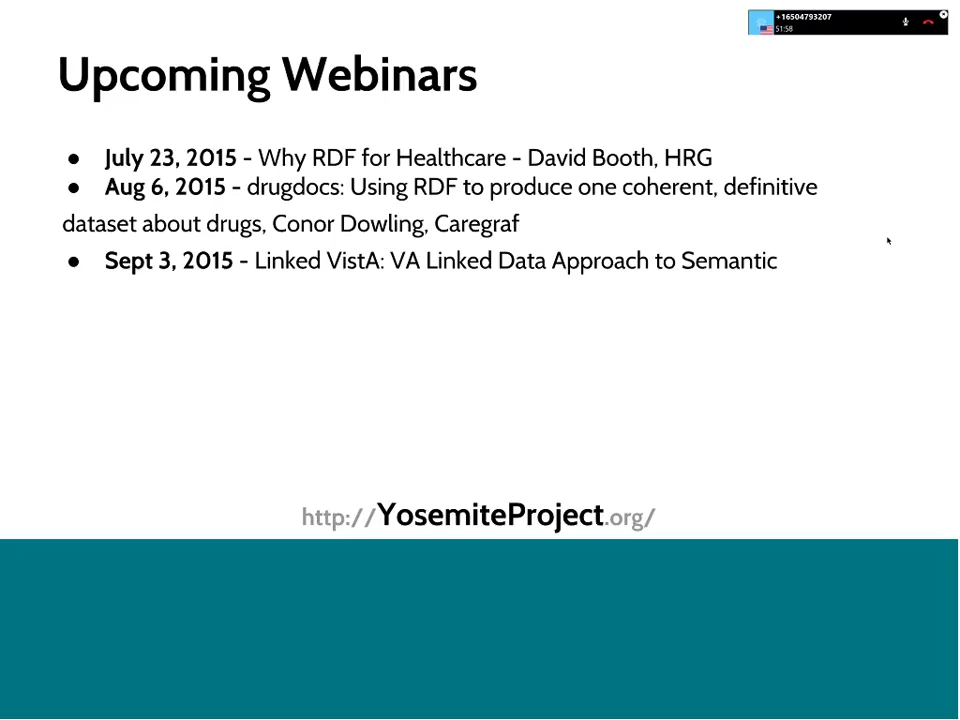 +16504793207
51:58
Upcoming Webinars
● July 23, 2015 - Why RDF for Healthcare - David Booth, HRG
● Aug 6, 2015 - drugdocs: Using RDF to produce one coherent, definitive
dataset about drugs, Conor Dowling, Caregraf
● Sept 3, 2015 - Linked VistA: VA Linked Data Approach to Semantic
http://YosemiteProject.org/